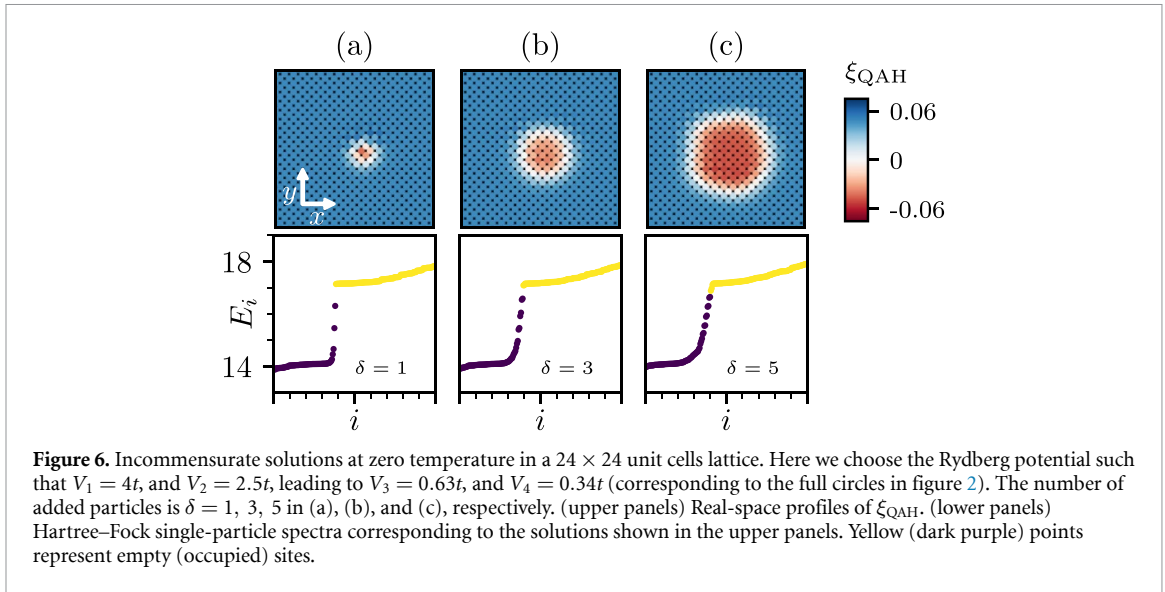 (a) (b) (c)
ξQAH
0.06
0
-0.06
y
x
18
14
Ei
δ = 1
δ = 3
δ = 5
i i i
Figure 6. Incommensurate solutions at zero temperature in a 24 × 24 unit cells lattice. Here we choose the Rydberg potential such
that V1 = 4t, and V2 = 2.5t, leading to V3 = 0.63t, and V4 = 0.34t (corresponding to the full circles in figure 2). The number of
added particles is δ = 1, 3, 5 in (a), (b), and (c), respectively. (upper panels) Real-space profiles of ξQAH. (lower panels)
Hartree–Fock single-particle spectra corresponding to the solutions shown in the upper panels. Yellow (dark purple) points
represent empty (occupied) sites.